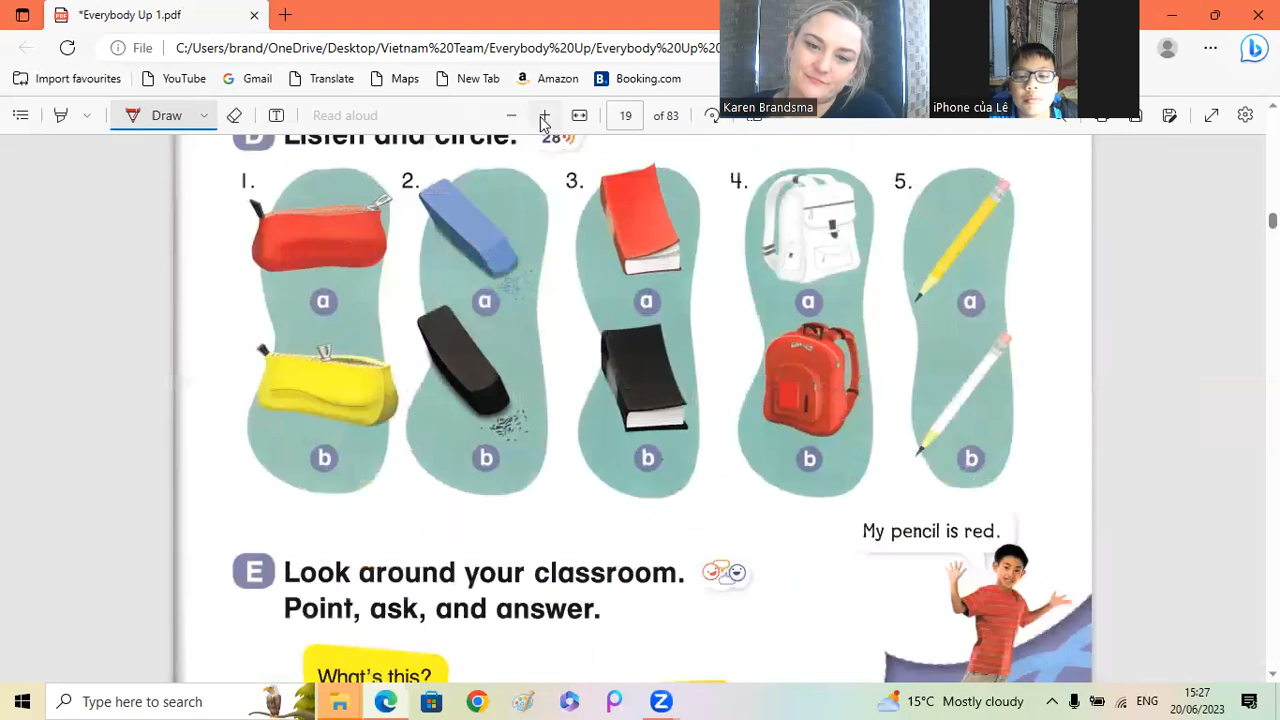 *Everybody Up 1.pdf
File
C:/Users/brand/OneDrive/Desktop/Vietnam%20Team/Everybody%20Up/Everybody%20Up%
Import favourites
YouTube
Gmail
Translate
Maps
New Tab
Amazon
Booking.com
Karen Brandsma
iPhone của Lê
Draw
Read aloud
19
of 83
D Listen and circle.
28
1.
2.
3.
4.
5.
a
a
a
a
a
b
b
b
b
b
My pencil is red.
E Look around your classroom.
Point, ask, and answer.
What's this?
Type here to search
15°C Mostly cloudy
ENG
15:27
20/06/2023